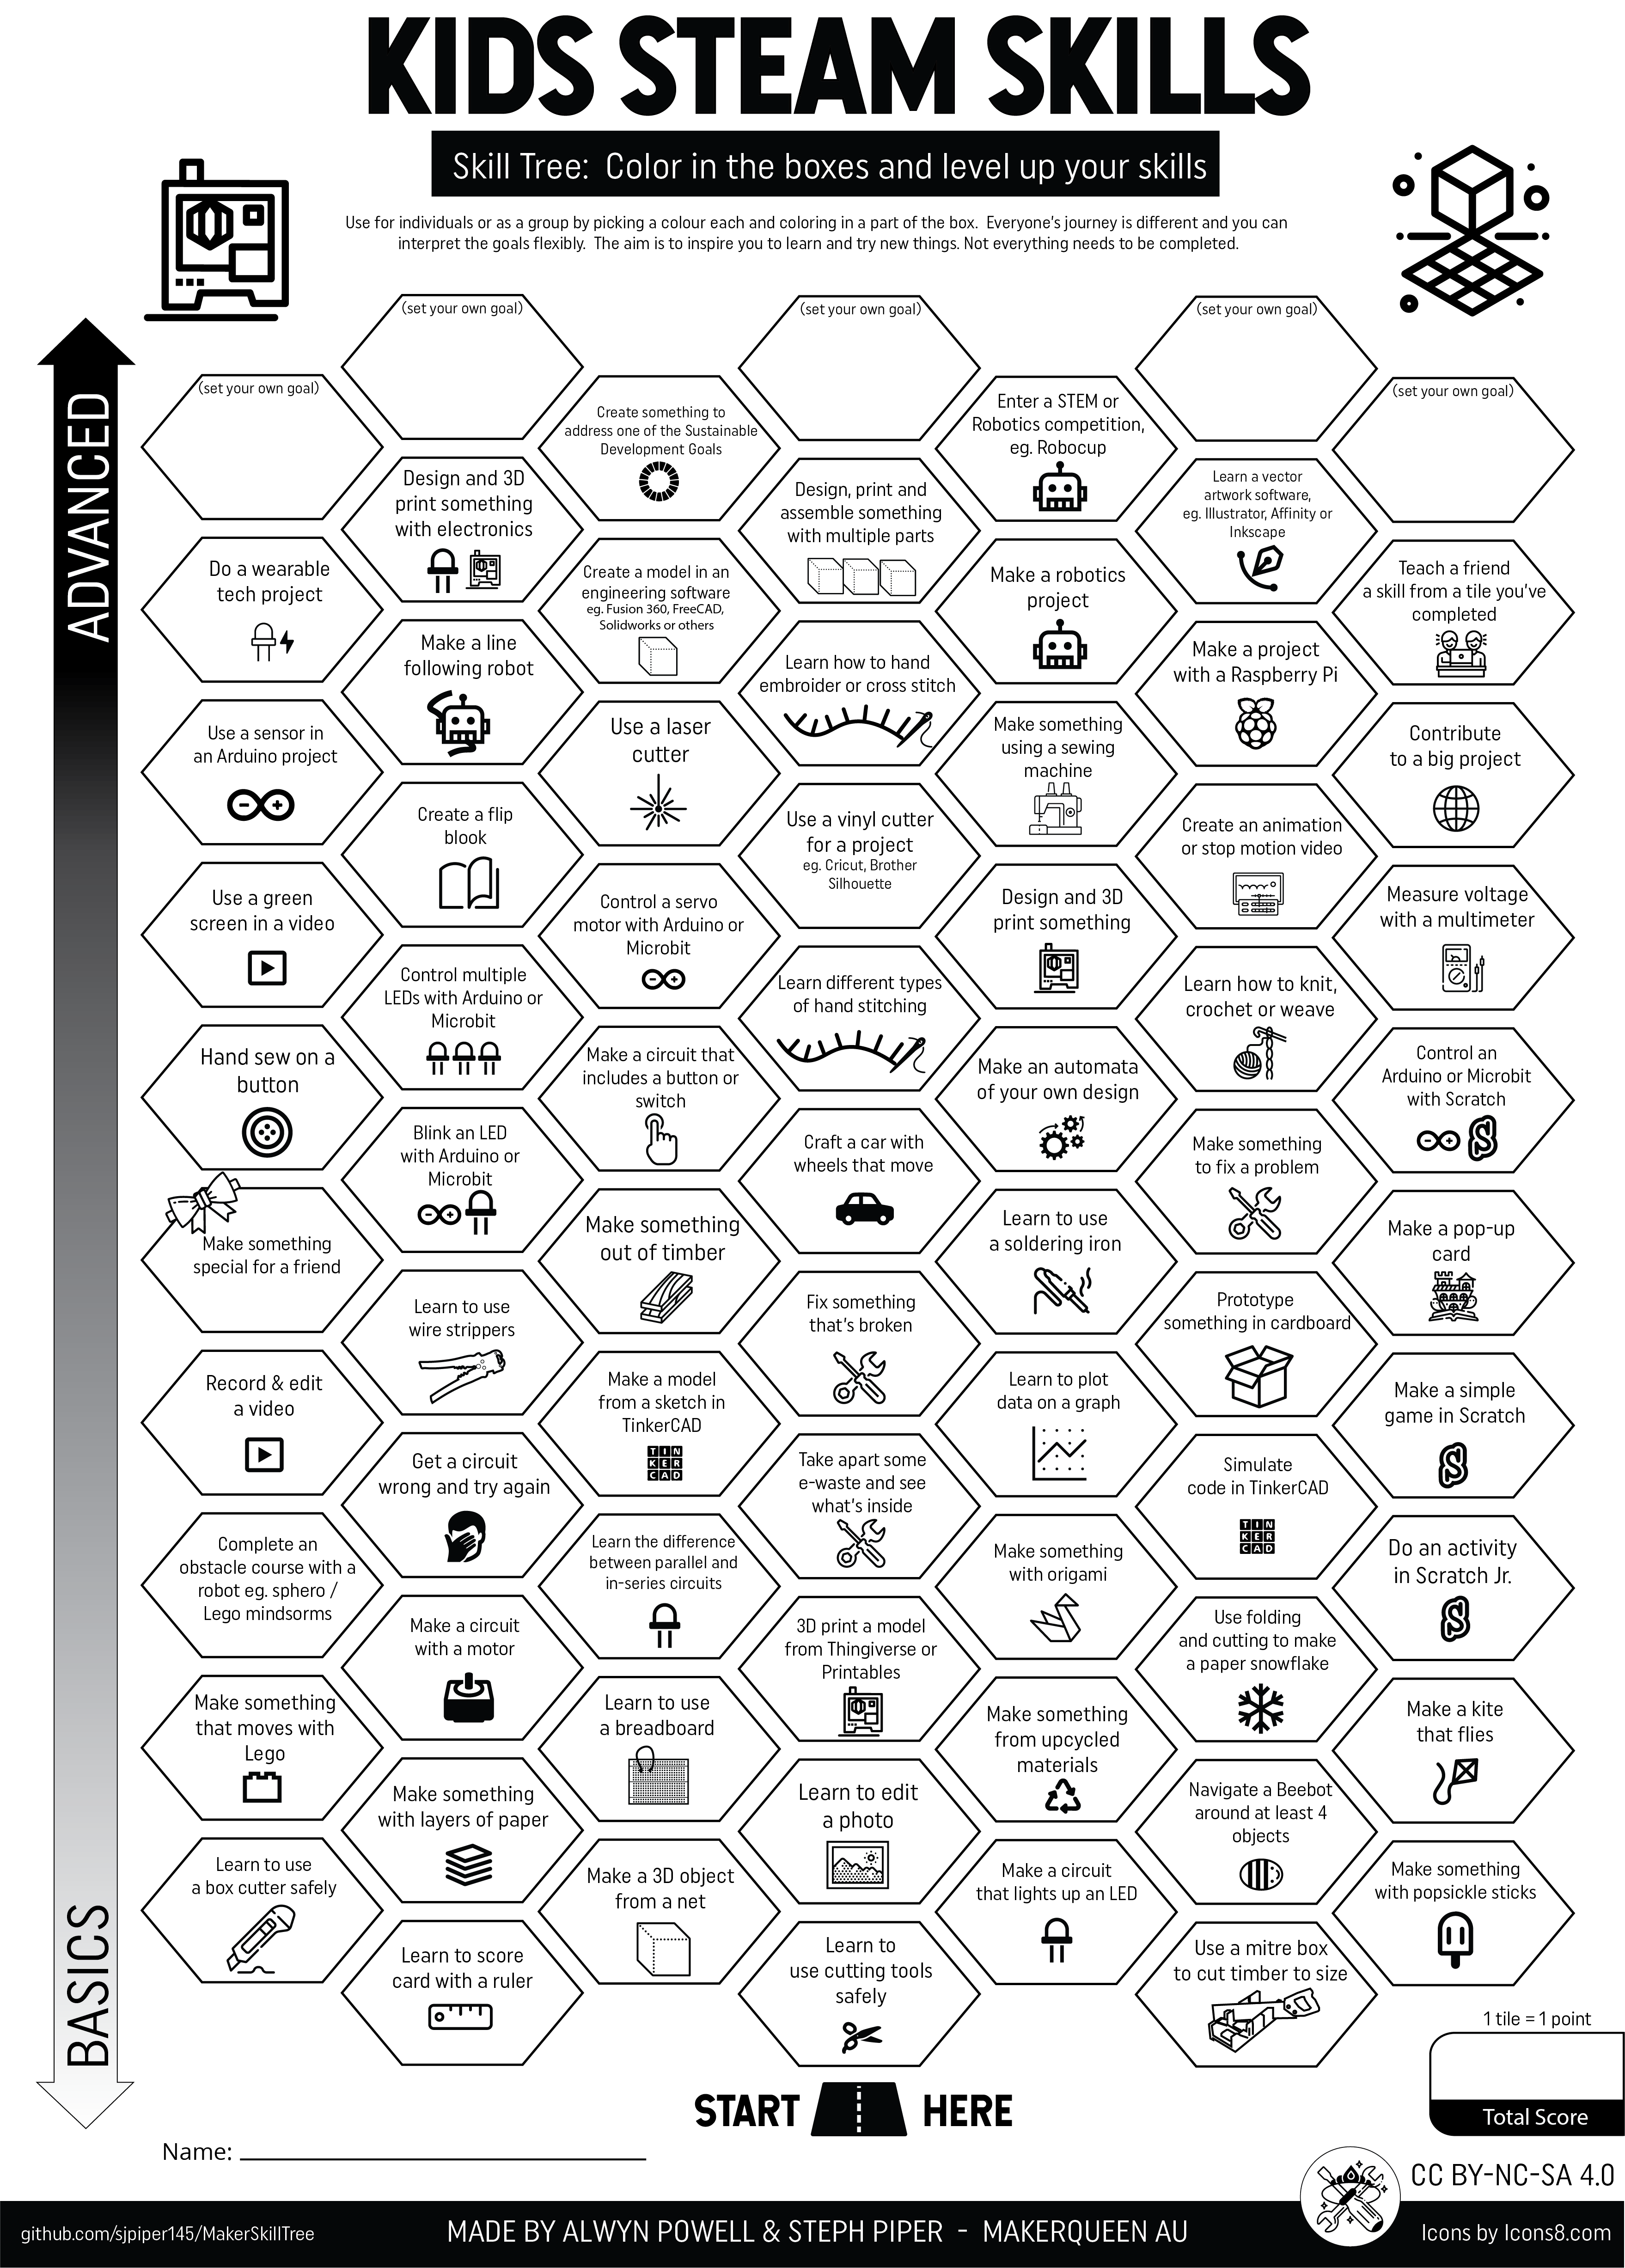 KIDS STEAM SKILLS
Skill Tree: Color in the boxes and level up your skills
Use for individuals or as a group by picking a colour each and coloring in a part of the box. Everyone's journey is different and you can
interpret the goals flexibly. The aim is to inspire you to learn and try new things. Not everything needs to be completed.
ADVANCED
BASICS
(set your own goal)
Do a wearable
tech project
Use a sensor in
an Arduino project
Use a green
screen in a video
Hand sew on a
button
Make something
special for a friend
Record & edit
a video
Complete an
obstacle course with a
robot eg. sphero /
Lego mindsorms
Make something
that moves with
Lego
Learn to use
a box cutter safely
(set your own goal)
Design and 3D
print something
with electronics
Make a line
following robot
Create a flip
blook
Control multiple
LEDs with Arduino or
Microbit
Blink an LED
with Arduino or
Microbit
Learn to use
wire strippers
Get a circuit
wrong and try again
Make a circuit
with a motor
Make something
with layers of paper
Learn to score
card with a ruler
Create something to
address one of the Sustainable
Development Goals
Create a model in an
engineering software
eg. Fusion 360, FreeCAD,
Solidworks or others
Use a laser
cutter
Control a servo
motor with Arduino or
Microbit
Make a circuit that
includes a button or
switch
Make something
out of timber
Make a model
from a sketch in
TinkerCAD
TIN
KER
CAD
Learn the difference
between parallel and
in-series circuits
Learn to use
a breadboard
Make a 3D object
from a net
(set your own goal)
Design, print and
assemble something
with multiple parts
Learn how to hand
embroider or cross stitch
Use a vinyl cutter
for a project
eg. Cricut, Brother
Silhouette
Learn different types
of hand stitching
Craft a car with
wheels that move
Fix something
that's broken
Take apart some
e-waste and see
what's inside
3D print a model
from Thingiverse or
Printables
Learn to edit
a photo
Learn to
use cutting tools
safely
Enter a STEM or
Robotics competition,
eg. Robocup
Make a robotics
project
Make something
using a sewing
machine
Design and 3D
print something
Make an automata
of your own design
Learn to use
a soldering iron
Learn to plot
data on a graph
Make something
with origami
Make something
from upcycled
materials
Make a circuit
that lights up an LED
(set your own goal)
Learn a vector
artwork software,
eg. Illustrator, Affinity or
Inkscape
Make a project
with a Raspberry Pi
Create an animation
or stop motion video
Learn how to knit,
crochet or weave
Make something
to fix a problem
Prototype
something in cardboard
Simulate
code in TinkerCAD
TIN
KER
CAD
Use folding
and cutting to make
a paper snowflake
Navigate a Beebot
around at least 4
objects
Use a mitre box
to cut timber to size
(set your own goal)
Teach a friend
a skill from a tile you've
completed
Contribute
to a big project
Measure voltage
with a multimeter
Control an
Arduino or Microbit
with Scratch
Make a pop-up
card
Make a simple
game in Scratch
Do an activity
in Scratch Jr.
Make a kite
that flies
Make something
with popsickle sticks
1 tile = 1 point
Total Score
START HERE
Name:
CC BY-NC-SA 4.0
github.com/sjpiper145/MakerSkillTree
MADE BY ALWYN POWELL & STEPH PIPER - MAKERQUEEN AU
Icons by Icons8.com